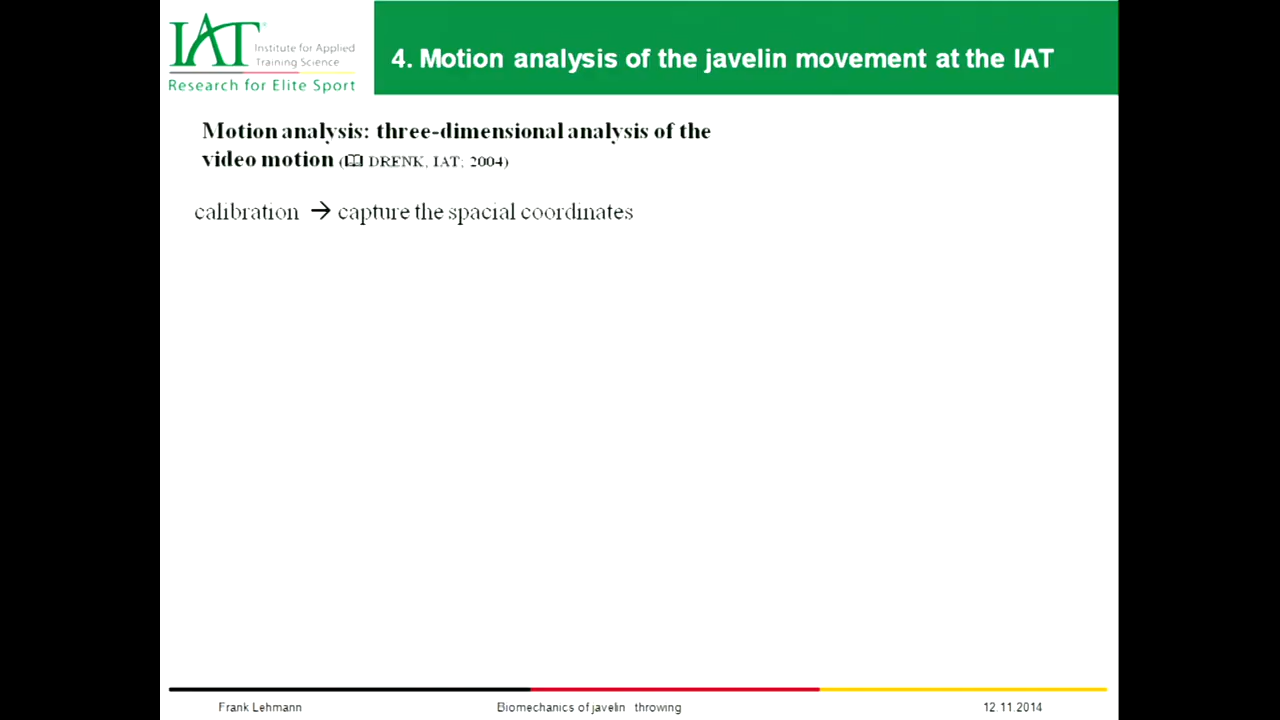 IAT
Institute for Applied
Training Science
Research for Elite Sport
4. Motion analysis of the javelin movement at the IAT
Motion analysis: three-dimensional analysis of the
video motion (🕮 DRENK, IAT; 2004)
calibration → capture the spacial coordinates
Frank Lehmann
Biomechanics of javelin throwing
12.11.2014